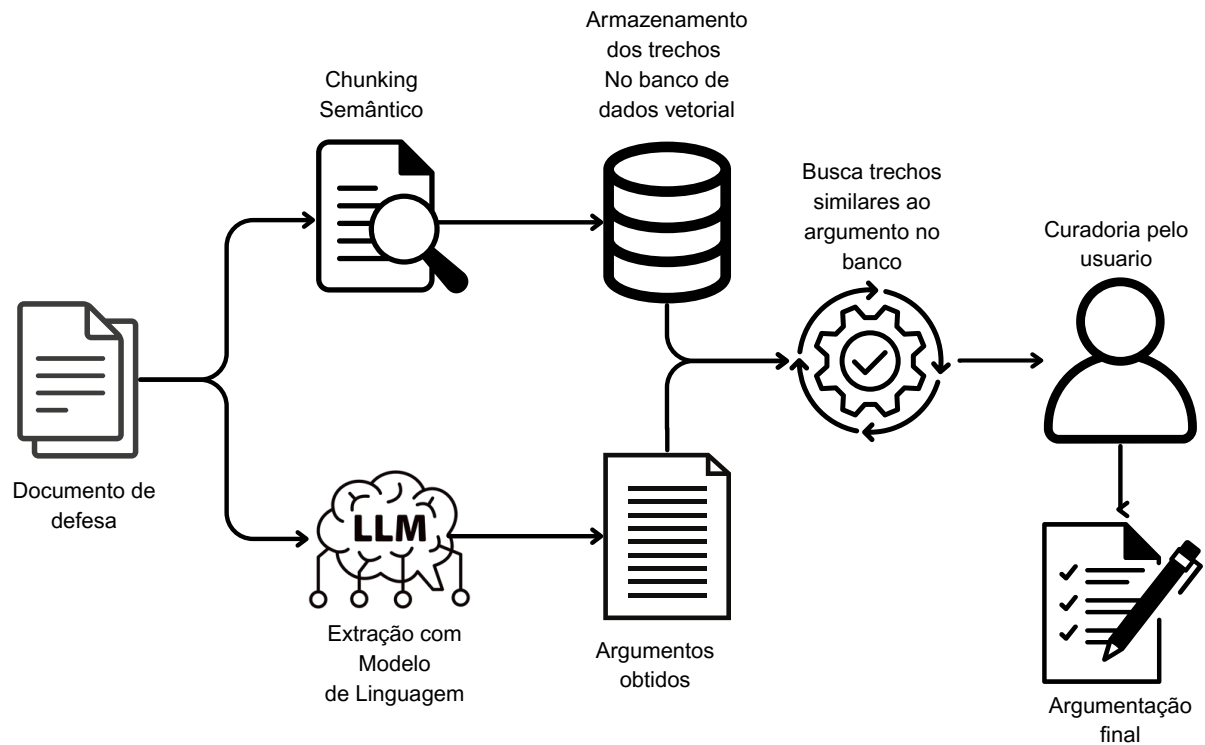 Armazenamento
dos trechos
No banco de
dados vetorial
Chunking
Semântico
Busca trechos
similares ao
argumento no
banco
Curadoria pelo
usuario
Documento de
defesa
LLM
Extração com
Modelo
de Linguagem
Argumentos
obtidos
Argumentação
final